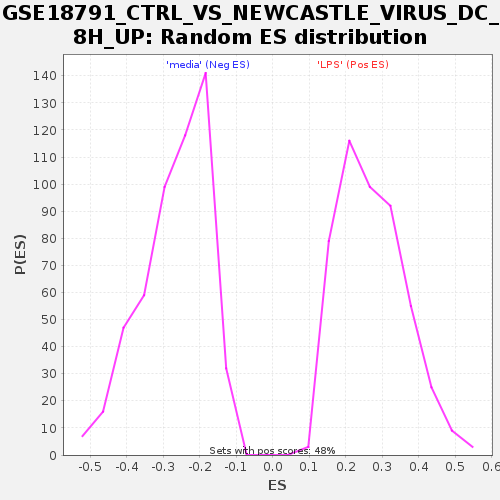 GSE18791_CTRL_VS_NEWCASTLE_VIRUS_DC_
8H_UP: Random ES distribution
'media' (Neg ES) 'LPS' (Pos ES)
140
130
120
110
100
90
80
70
60
50
40
30
20
10
0
P(ES)
Sets with pos scores: 48%
-0.5 -0.4 -0.3 -0.2 -0.1 0.0 0.1 0.2 0.3 0.4 0.5 0.6
ES